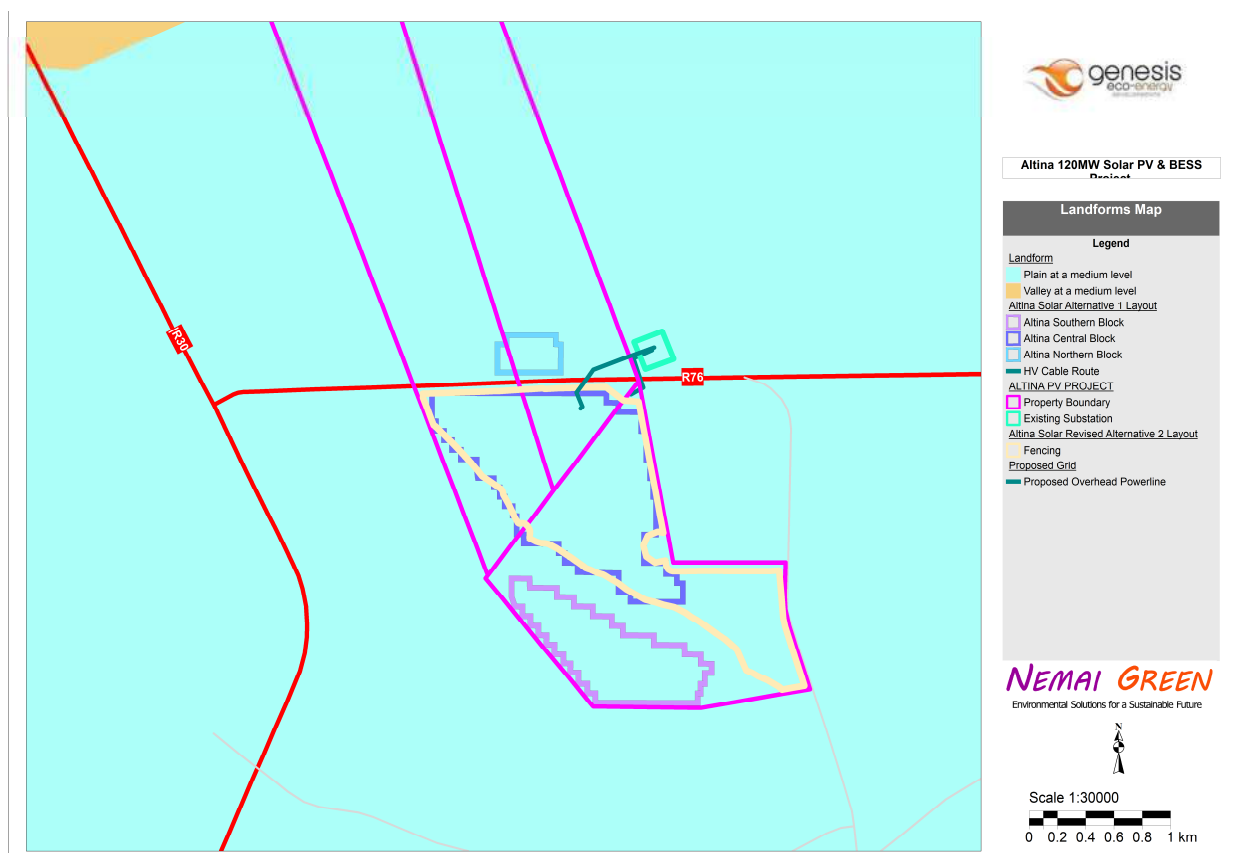 genesis
eco-energy
Altina 120MW Solar PV & BESS
Project
Landforms Map
Legend
Landform
Plain at a medium level
Valley at a medium level
Altina Solar Alternative 1 Layout
Altina Southern Block
Altina Central Block
Altina Northern Block
HV Cable Route
ALTINA PV PROJECT
Property Boundary
Existing Substation
Altina Solar Revised Alternative 2 Layout
Fencing
Proposed Grid
Proposed Overhead Powerline
R30
R76
NEMAI GREEN
Environmental Solutions for a Sustainable Future
N
Scale 1:30000
0 0.2 0.4 0.6 0.8 1 km